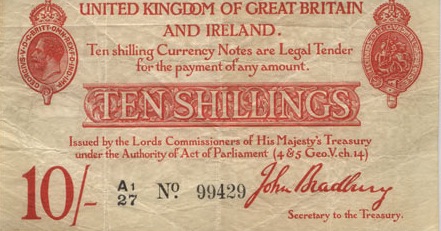 UNITED KINGDOM OF GREAT BRITAIN
AND IRELAND.
Ten shilling Currency Notes are Legal Tender
for the payment of any amount.
TEN SHILLINGS
Issued by the Lords Commissioners of His Majesty's Treasury
under the Authority of Act of Parliament (4 & 5 Geo.V. ch.14)
10/- A1/27 No. 99429 John Bradbury
Secretary to the Treasury.